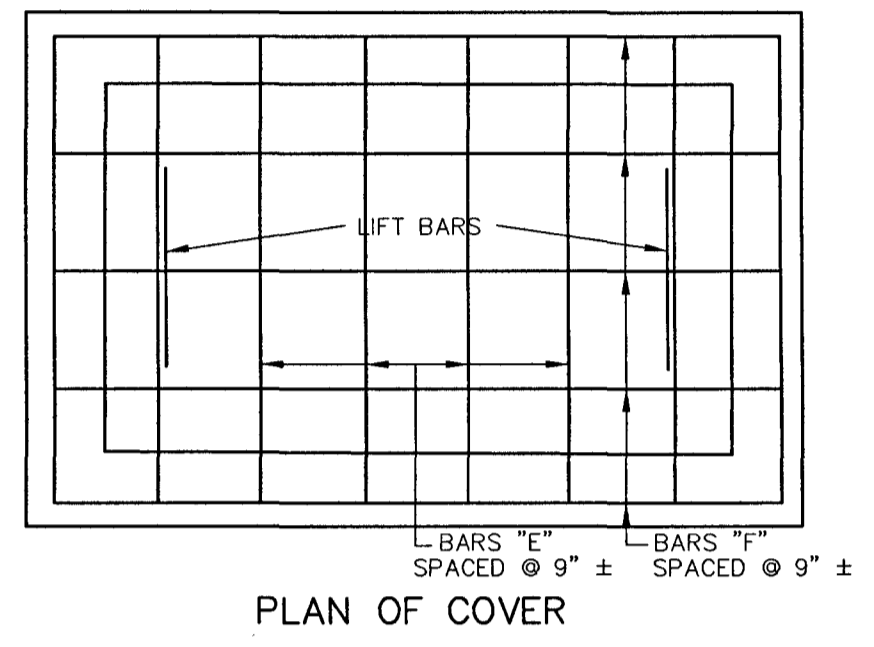 LIFT BARS
BARS "E"
SPACED @ 9" ±
BARS "F"
SPACED @ 9" ±
PLAN OF COVER